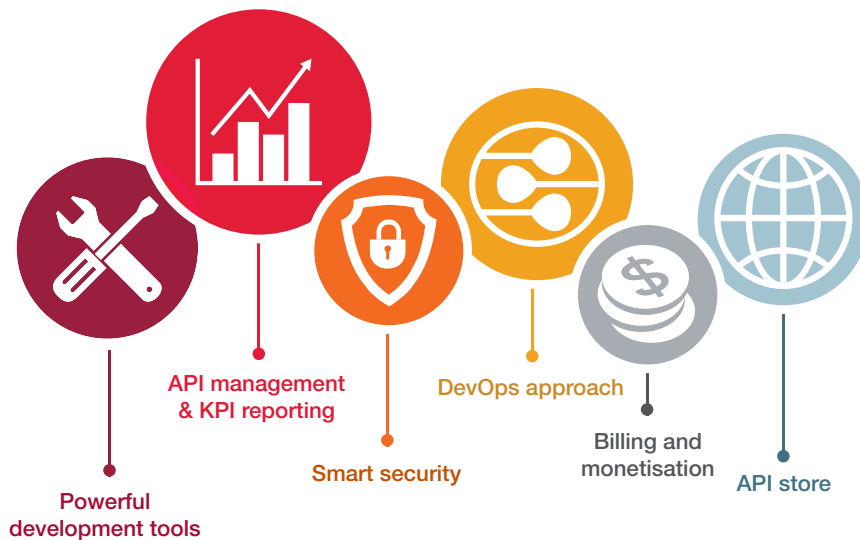 Powerful
development tools
API management
& KPI reporting
Smart security
DevOps approach
Billing and
monetisation
API store
$